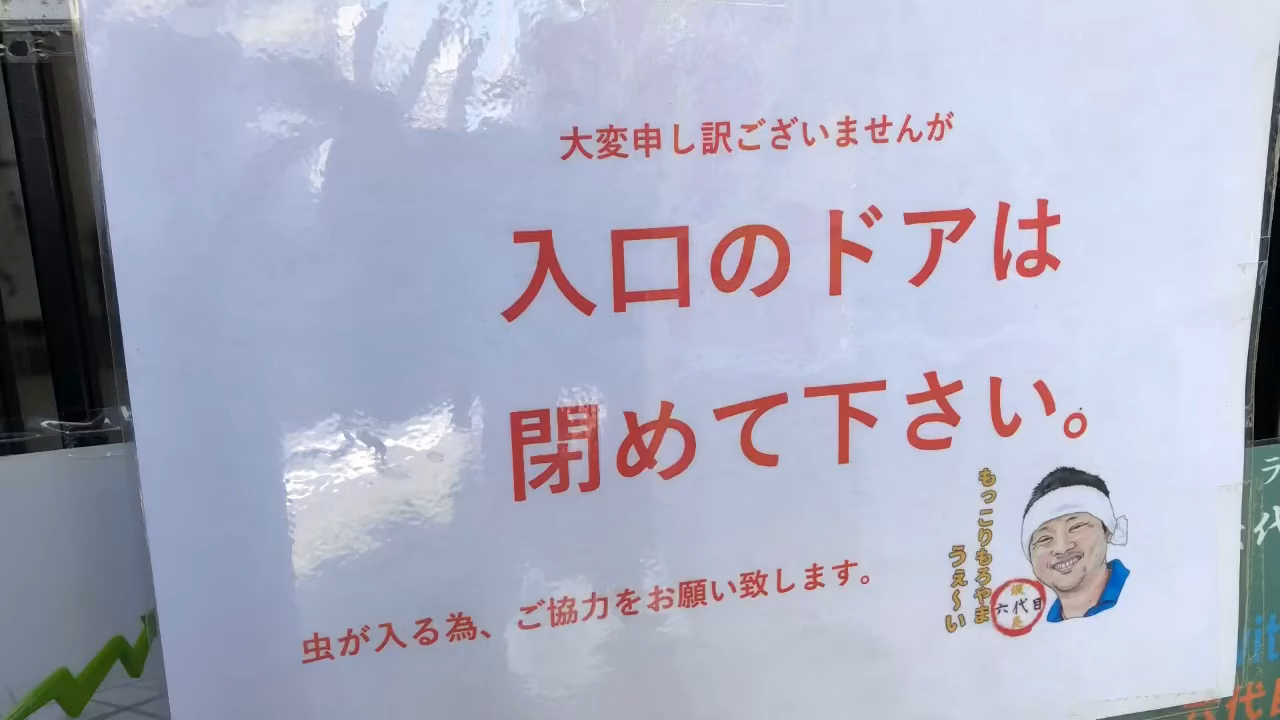 大変申し訳ございませんが
入口のドアは
閉めて下さい。
虫が入る為、ご協力をお願い致します。
もっこりもろやま
うぇ〜い
六代目